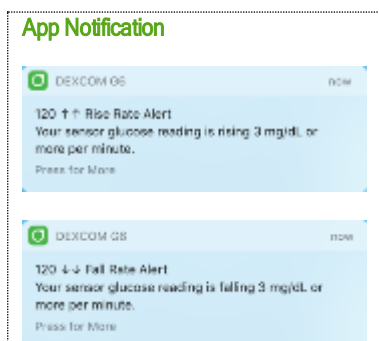 App Notification
DEXCOM G6 now
120 ↑↑ Rise Rate Alert
Your sensor glucose reading is rising 3 mg/dL or
more per minute.
Press for More
DEXCOM G6 now
120 ↓↓ Fall Rate Alert
Your sensor glucose reading is falling 3 mg/dL or
more per minute.
Press for More